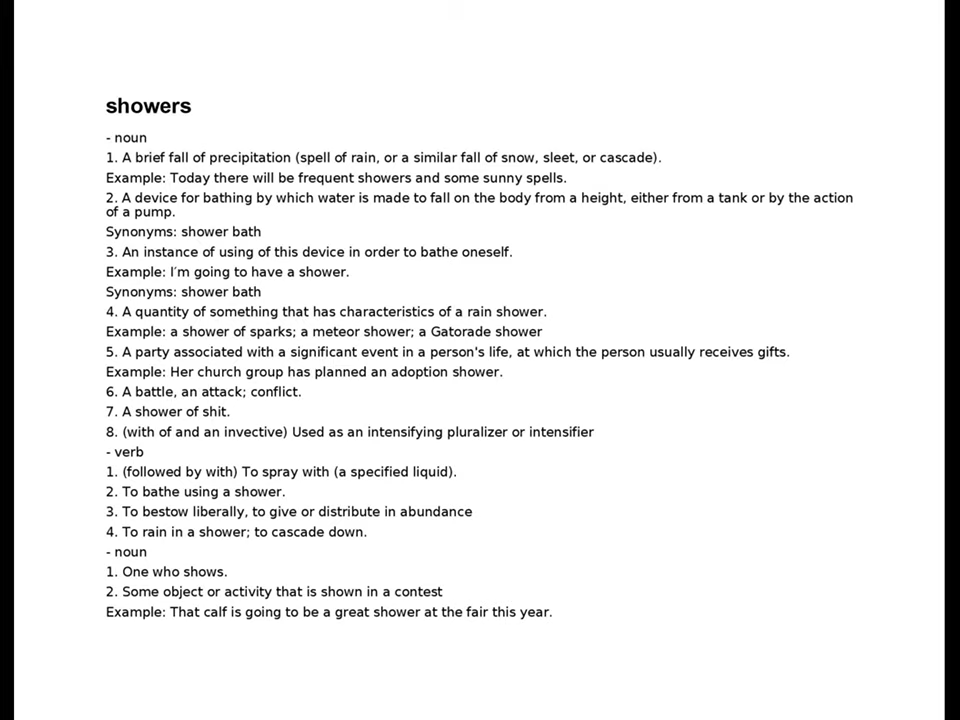 showers
- noun
1. A brief fall of precipitation (spell of rain, or a similar fall of snow, sleet, or cascade).
Example: Today there will be frequent showers and some sunny spells.
2. A device for bathing by which water is made to fall on the body from a height, either from a tank or by the action
of a pump.
Synonyms: shower bath
3. An instance of using of this device in order to bathe oneself.
Example: I′m going to have a shower.
Synonyms: shower bath
4. A quantity of something that has characteristics of a rain shower.
Example: a shower of sparks; a meteor shower; a Gatorade shower
5. A party associated with a significant event in a person's life, at which the person usually receives gifts.
Example: Her church group has planned an adoption shower.
6. A battle, an attack; conflict.
7. A shower of shit.
8. (with of and an invective) Used as an intensifying pluralizer or intensifier
- verb
1. (followed by with) To spray with (a specified liquid).
2. To bathe using a shower.
3. To bestow liberally, to give or distribute in abundance
4. To rain in a shower; to cascade down.
- noun
1. One who shows.
2. Some object or activity that is shown in a contest
Example: That calf is going to be a great shower at the fair this year.